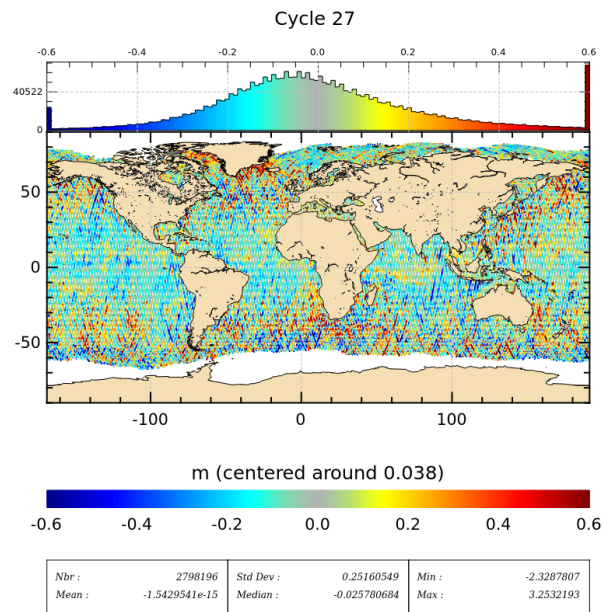 Cycle 27
-0.6 -0.4 -0.2 0.0 0.2 0.4 0.6
40522
0
50
0
-50
-100 0 100
m (centered around 0.038)
-0.6 -0.4 -0.2 0.0 0.2 0.4 0.6
Nbr : 2798196 Std Dev : 0.25160549 Min : -2.3287807
Mean : -1.5429541e-15 Median : -0.025780684 Max : 3.2532193